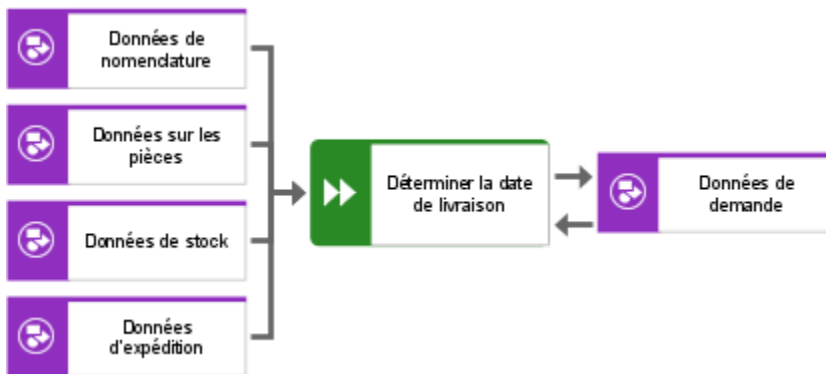 Données de
nomenclature
Données sur les
pièces
Données de stock
Données
d'expédition
Déterminer la date
de livraison
Données de
demande